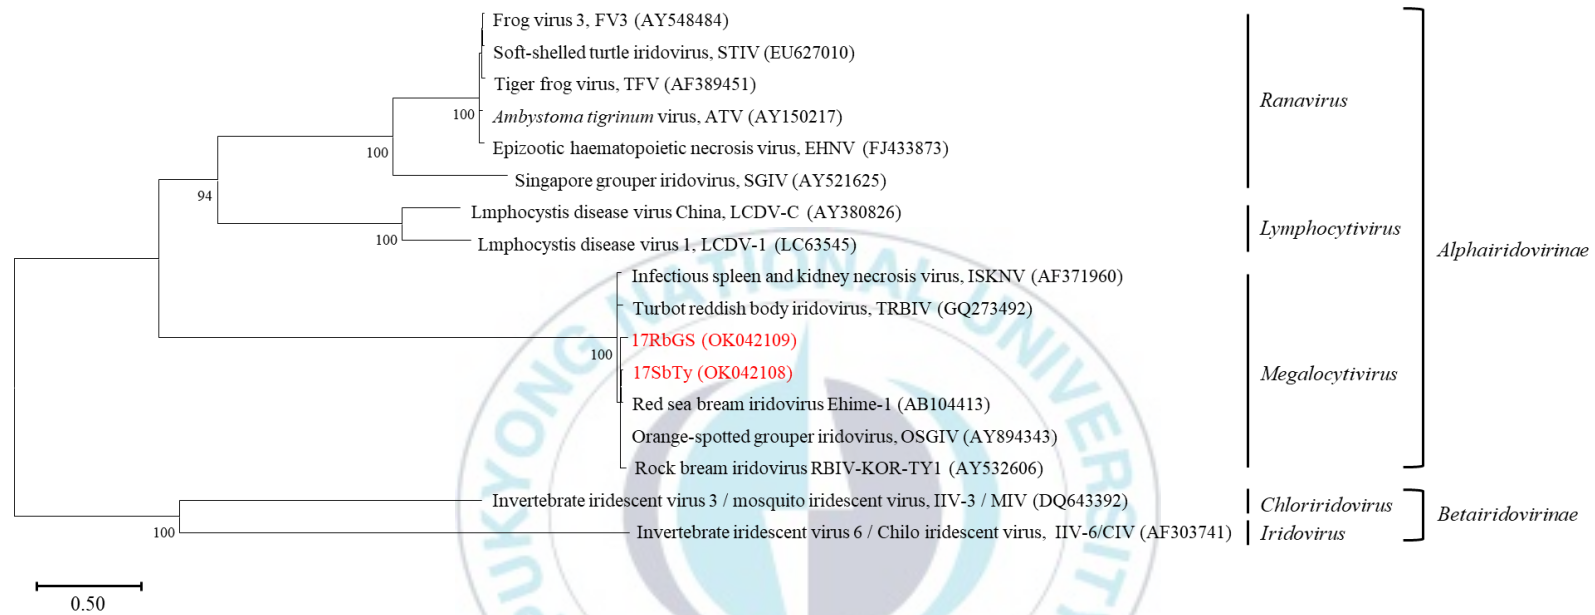 Frog virus 3, FV3 (AY548484)
Soft-shelled turtle iridovirus, STIV (EU627010)
Tiger frog virus, TFV (AF389451)
Ambystoma tigrinum virus, ATV (AY150217)
100
Epizootic haematopoietic necrosis virus, EHNV (FJ433873)
100
Singapore grouper iridovirus, SGIV (AY521625)
94
Lmphocystis disease virus China, LCDV-C (AY380826)
100
Lmphocystis disease virus 1, LCDV-1 (LC63545)
Infectious spleen and kidney necrosis virus, ISKNV (AF371960)
Turbot reddish body iridovirus, TRBIV (GQ273492)
17RbGS (OK042109)
100
17SbTy (OK042108)
Red sea bream iridovirus Ehime-1 (AB104413)
Orange-spotted grouper iridovirus, OSGIV (AY894343)
Rock bream iridovirus RBIV-KOR-TY1 (AY532606)
Invertebrate iridescent virus 3 / mosquito iridescent virus, IIV-3 / MIV (DQ643392)
100
Invertebrate iridescent virus 6 / Chilo iridescent virus, IIV-6/CIV (AF303741)
Ranavirus
Lymphocytivirus
Megalocytivirus
Chloriridovirus
Iridovirus
Alphairidovirinae
Betairidovirinae
0.50
PUKYONG NATIONAL UNIVERSITY